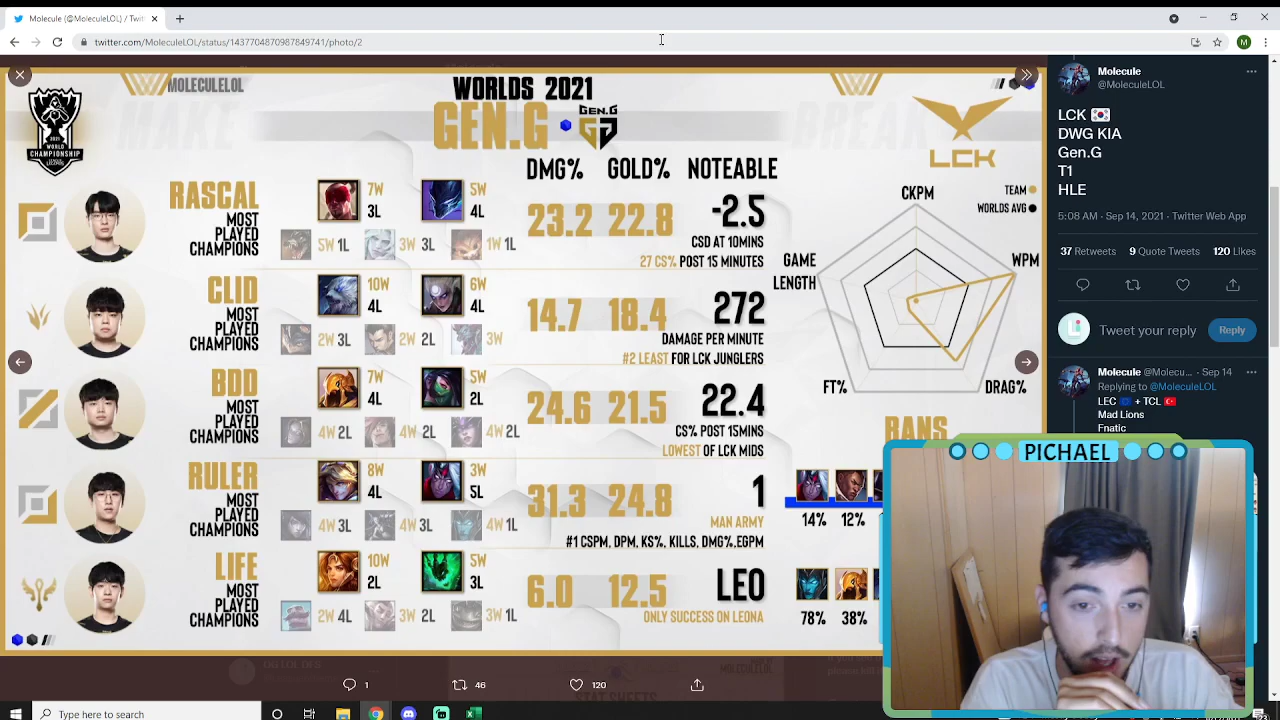 Molecule (@MoleculeLOL) / Twit
twitter.com/MoleculeLOL/status/1437704870987849741/photo/2
M
MOLECULELOL
WORLDS 2021
GEN.G
GEN.G
MAKE
BREAK
2021
WORLD
CHAMPIONSHIP
LCK
DMG% GOLD% NOTEABLE
RASCAL
MOST
PLAYED
CHAMPIONS
7W
3L
5W
4L
5W 1L
3W 3L
1W 1L
23.2 22.8
-2.5
CSD AT 10MINS
27 CS% POST 15 MINUTES
CLID
MOST
PLAYED
CHAMPIONS
10W
4L
6W
4L
2W 3L
2W 2L
3W
14.7 18.4
272
DAMAGE PER MINUTE
#2 LEAST FOR LCK JUNGLERS
BDD
MOST
PLAYED
CHAMPIONS
7W
4L
5W
2L
4W 2L
4W 2L
4W 2L
24.6 21.5
22.4
CS% POST 15MINS
LOWEST OF LCK MIDS
RULER
MOST
PLAYED
CHAMPIONS
8W
4L
3W
5L
4W 3L
4W 3L
4W 1L
31.3 24.8
1
MAN ARMY
#1 CSPM, DPM, KS%, KILLS, DMG%, EGPM
LIFE
MOST
PLAYED
CHAMPIONS
10W
2L
5W
3L
2W 4L
3W 2L
3W 1L
6.0 12.5
LEO
ONLY SUCCESS ON LEONA
CKPM
TEAM
WORLDS AVG
GAME
LENGTH
WPM
FT%
DRAG%
BANS
14% 12%
78% 38%
1
46
120
Molecule
@MoleculeLOL
LCK 🇰🇷
DWG KIA
Gen.G
T1
HLE
5:08 AM · Sep 14, 2021 · Twitter Web App
37 Retweets 9 Quote Tweets 120 Likes
Tweet your reply
Reply
Molecule @Molecu... · Sep 14
Replying to @MoleculeLOL
LEC 🇪🇺 + TCL 🇹🇷
Mad Lions
Fnatic
PICHAEL
STAT SHEETS
MOLECULELOL
Type here to search